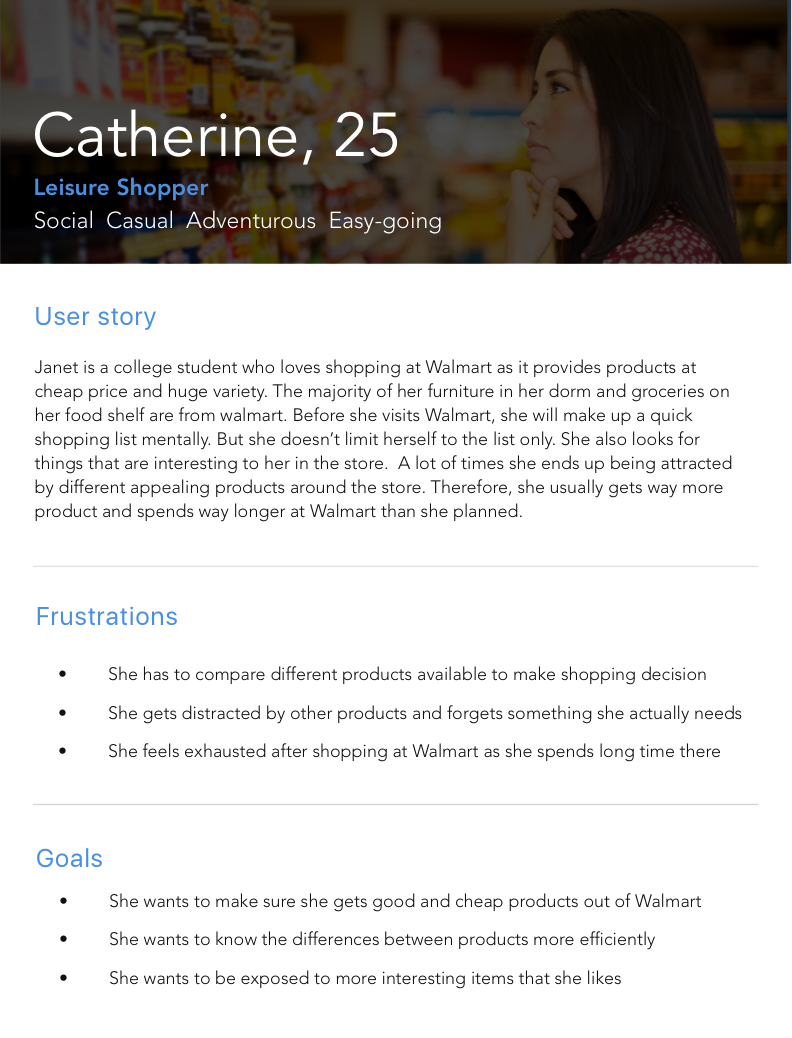 Catherine, 25
Leisure Shopper
Social Casual Adventurous Easy-going
User story
Janet is a college student who loves shopping at Walmart as it provides products at
cheap price and huge variety. The majority of her furniture in her dorm and groceries on
her food shelf are from walmart. Before she visits Walmart, she will make up a quick
shopping list mentally. But she doesn't limit herself to the list only. She also looks for
things that are interesting to her in the store.  A lot of times she ends up being attracted
by different appealing products around the store. Therefore, she usually gets way more
product and spends way longer at Walmart than she planned.
Frustrations
• She has to compare different products available to make shopping decision
• She gets distracted by other products and forgets something she actually needs
• She feels exhausted after shopping at Walmart as she spends long time there
Goals
• She wants to make sure she gets good and cheap products out of Walmart
• She wants to know the differences between products more efficiently
• She wants to be exposed to more interesting items that she likes